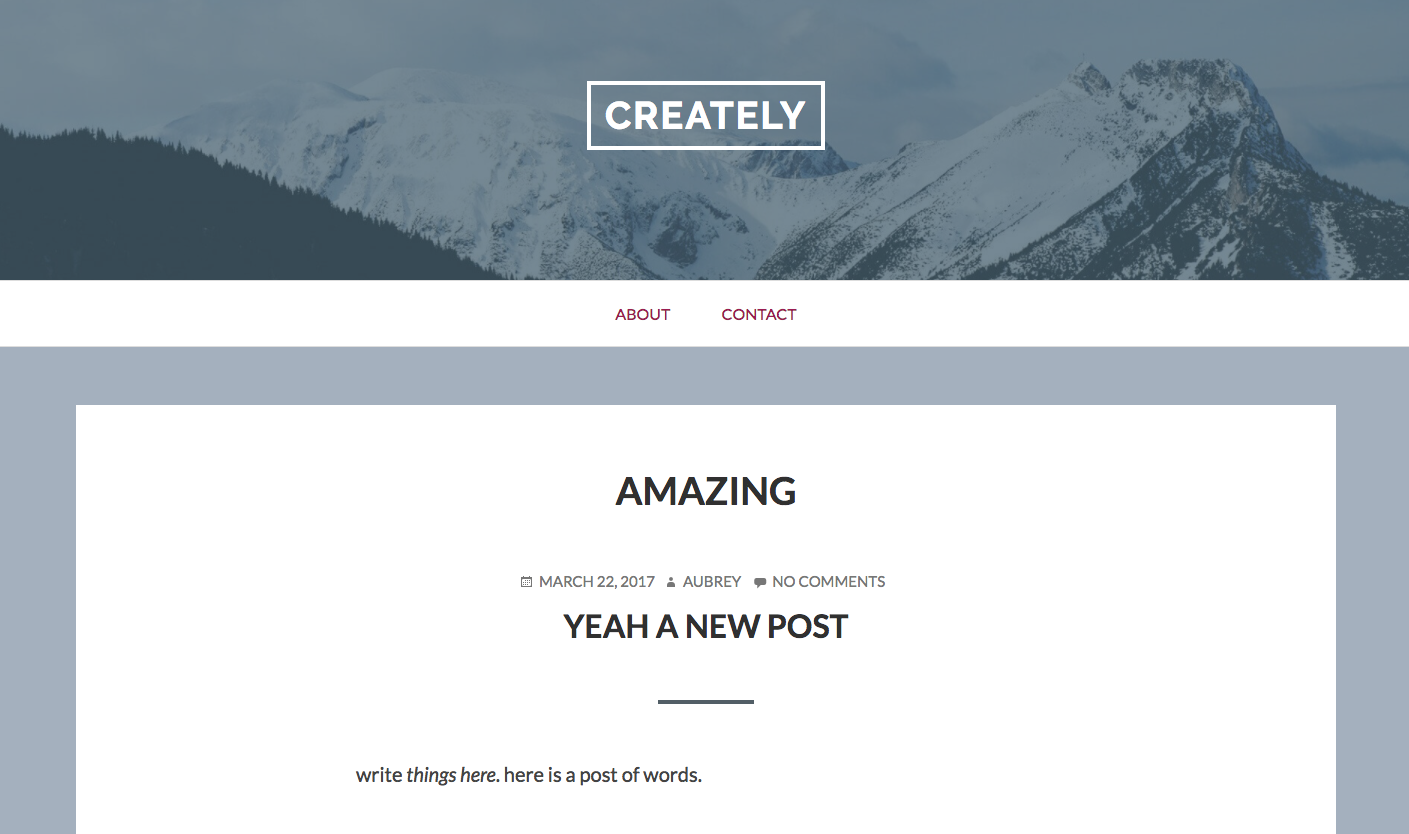 CREATELY
ABOUT CONTACT
AMAZING
MARCH 22, 2017 AUBREY NO COMMENTS
YEAH A NEW POST
write things here. here is a post of words.